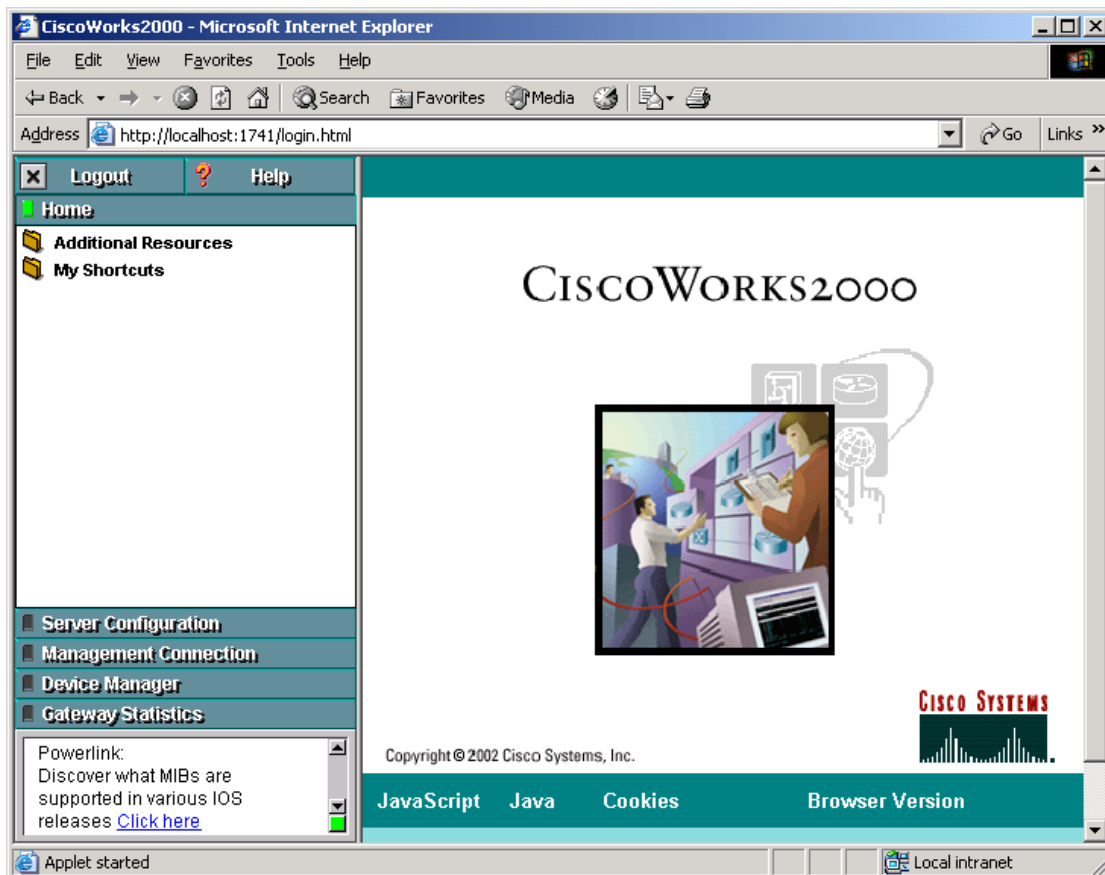 CiscoWorks2000 - Microsoft Internet Explorer
File Edit View Favorites Tools Help
Back Search Favorites Media
Address http://localhost:1741/login.html Go Links »
Logout ? Help
Home
Additional Resources
My Shortcuts
CISCOWORKS2000
Server Configuration
Management Connection
Device Manager
Gateway Statistics
Powerlink:
Discover what MIBs are
supported in various IOS
releases Click here
CISCO SYSTEMS
Copyright © 2002 Cisco Systems, Inc.
JavaScript Java Cookies Browser Version
Applet started Local intranet